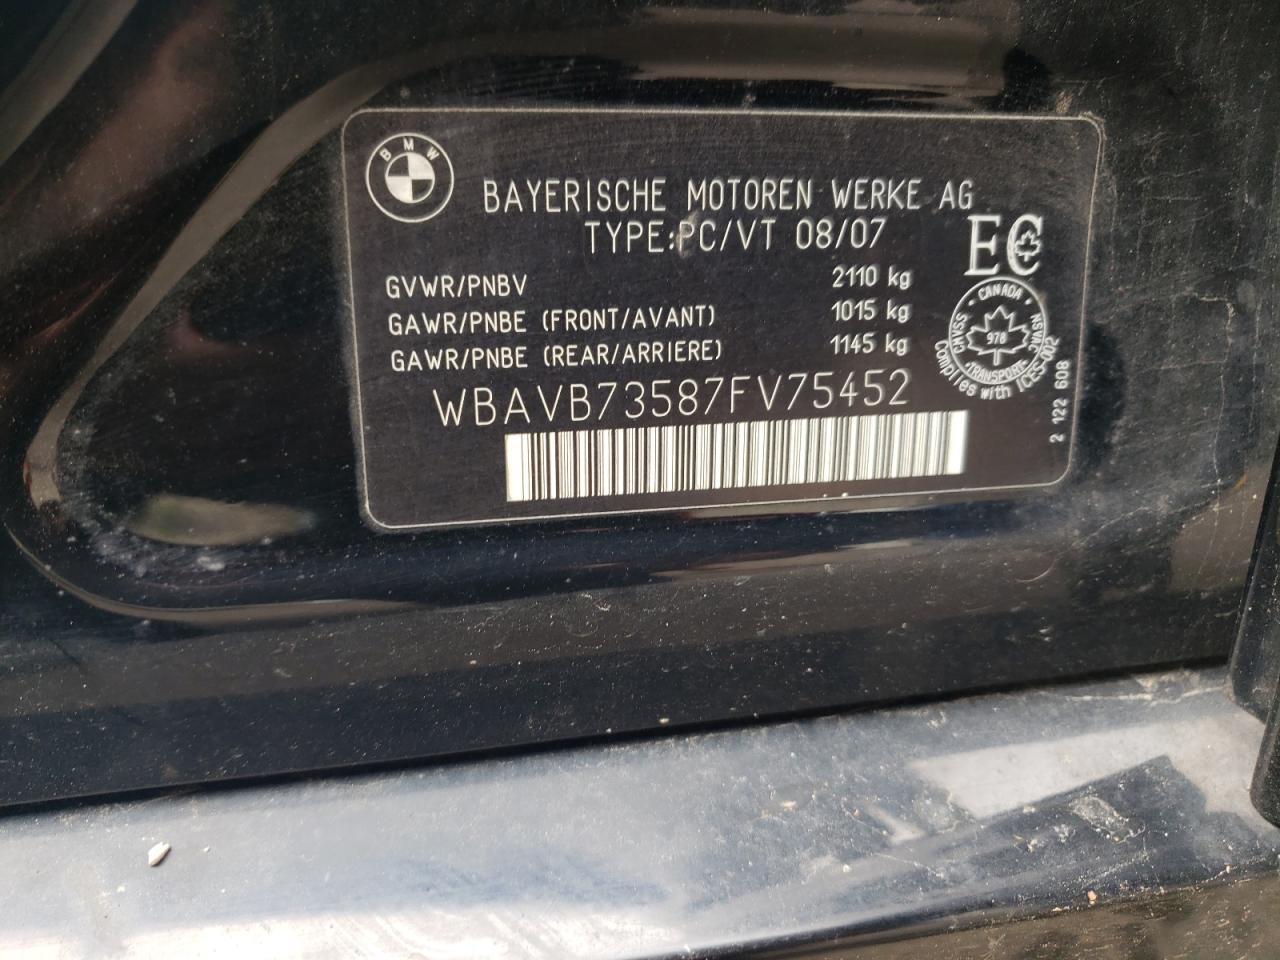 BMW
BAYERISCHE MOTOREN WERKE AG
TYPE:PC/VT 08/07
EC
GVWR/PNBV 2110 kg
GAWR/PNBE (FRONT/AVANT) 1015 kg
GAWR/PNBE (REAR/ARRIERE) 1145 kg
WBAVB73587FV75452
CANADA
CMVSS
NSVAC
978
TRANSPORT
Complies with ICES-002
2 122 608